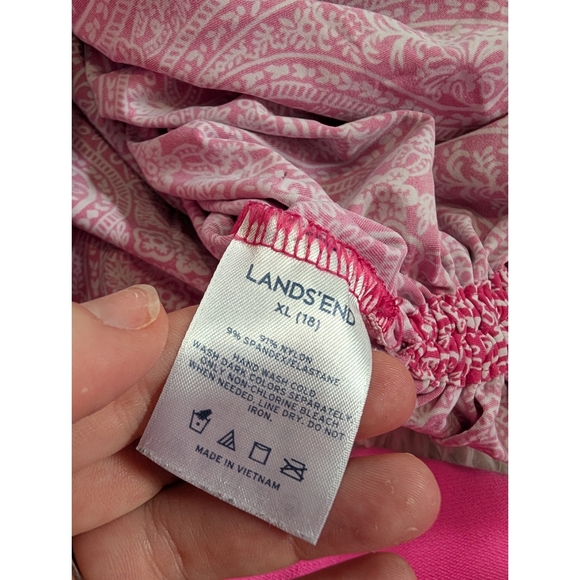 LANDS'END
XL (18)
91% NYLON
9% SPANDEX/ELASTANE
HAND WASH COLD
WASH DARK COLORS SEPARATELY
ONLY NON-CHLORINE BLEACH
WHEN NEEDED, LINE DRY. DO NOT
IRON.
MADE IN VIETNAM